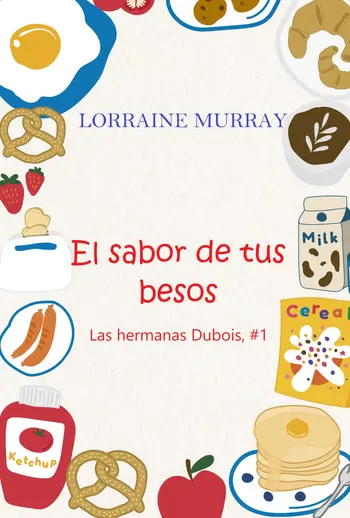 LORRAINE MURRAY
Milk
El sabor de tus
besos
Cereal
Las hermanas Dubois, #1
Ketchup